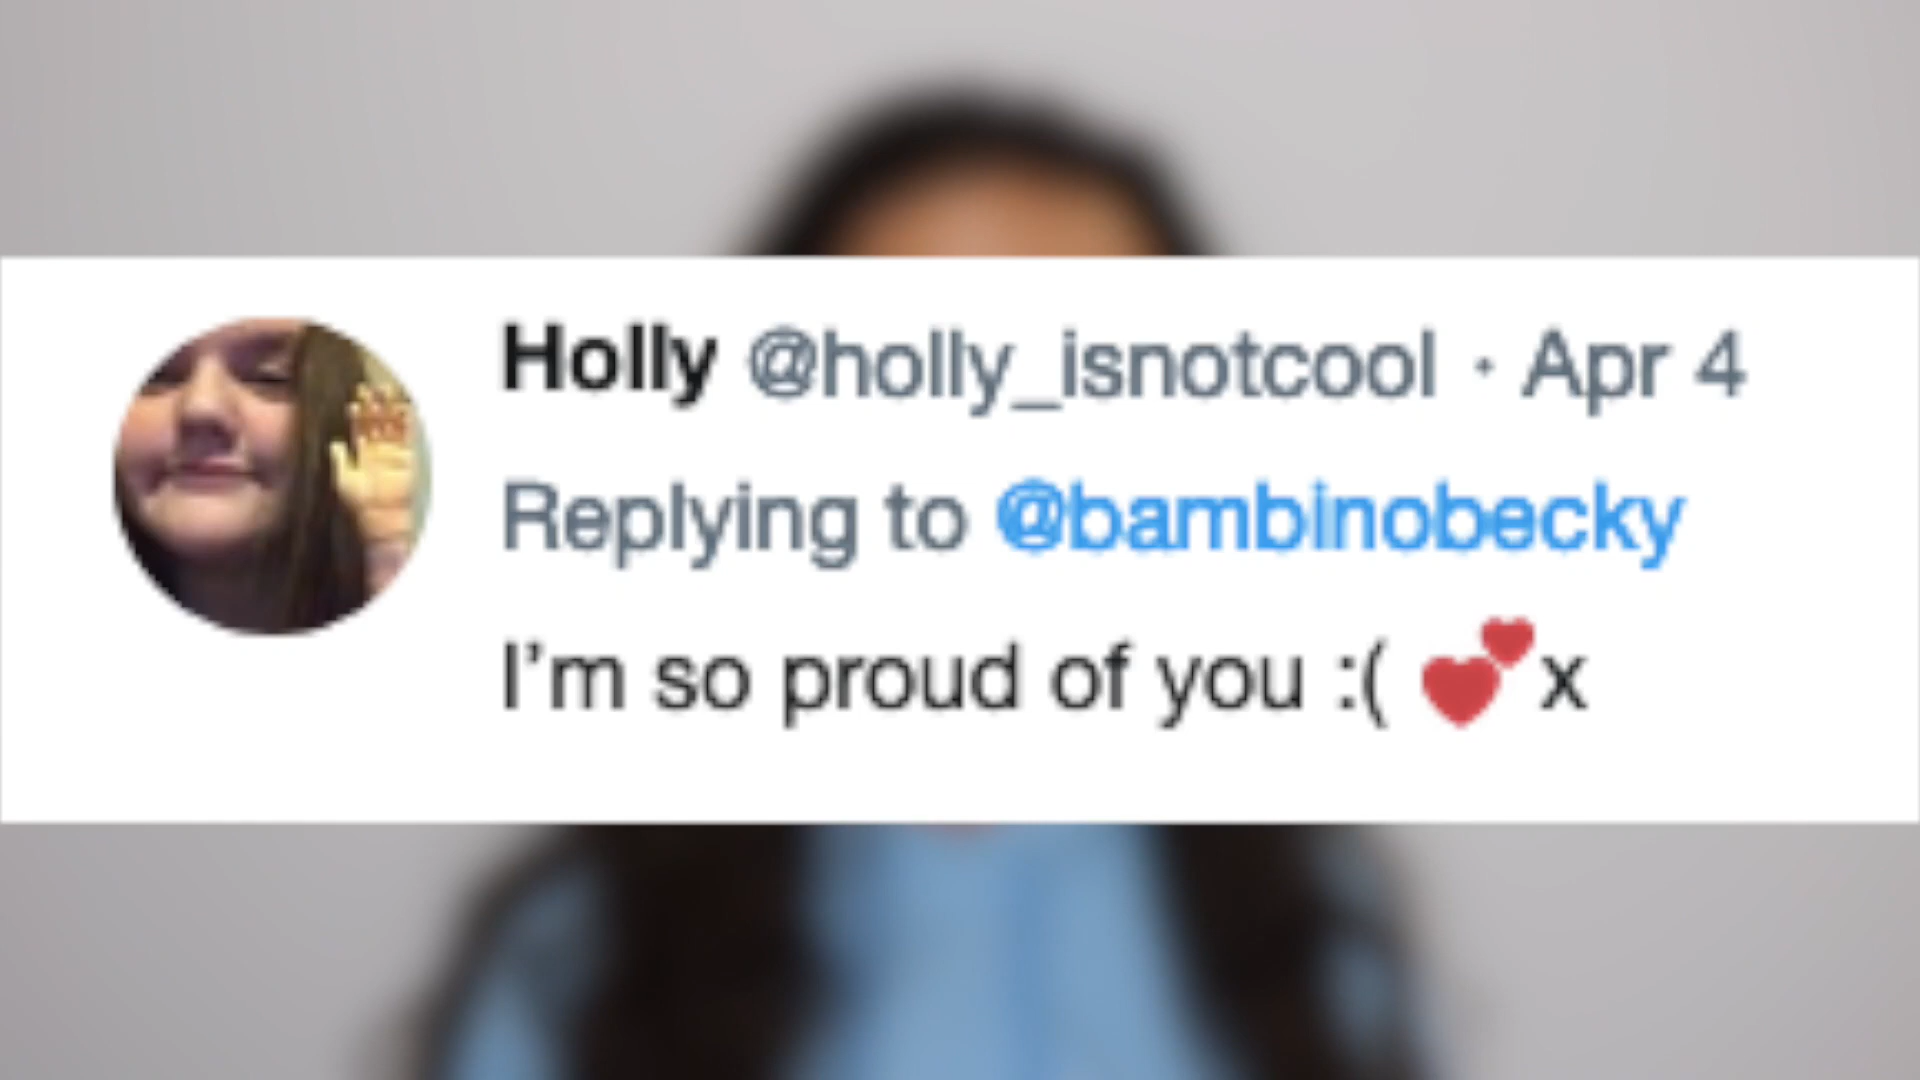 Holly @holly_isnotcool · Apr 4
Replying to @bambinobecky
I’m so proud of you :( 💕x